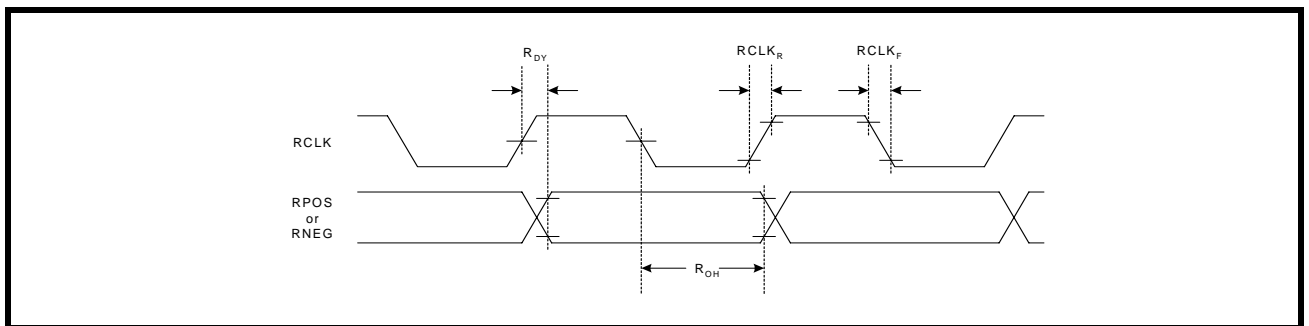 R_DY
RCLK_R
RCLK_F
RCLK
RPOS
or
RNEG
R_OH